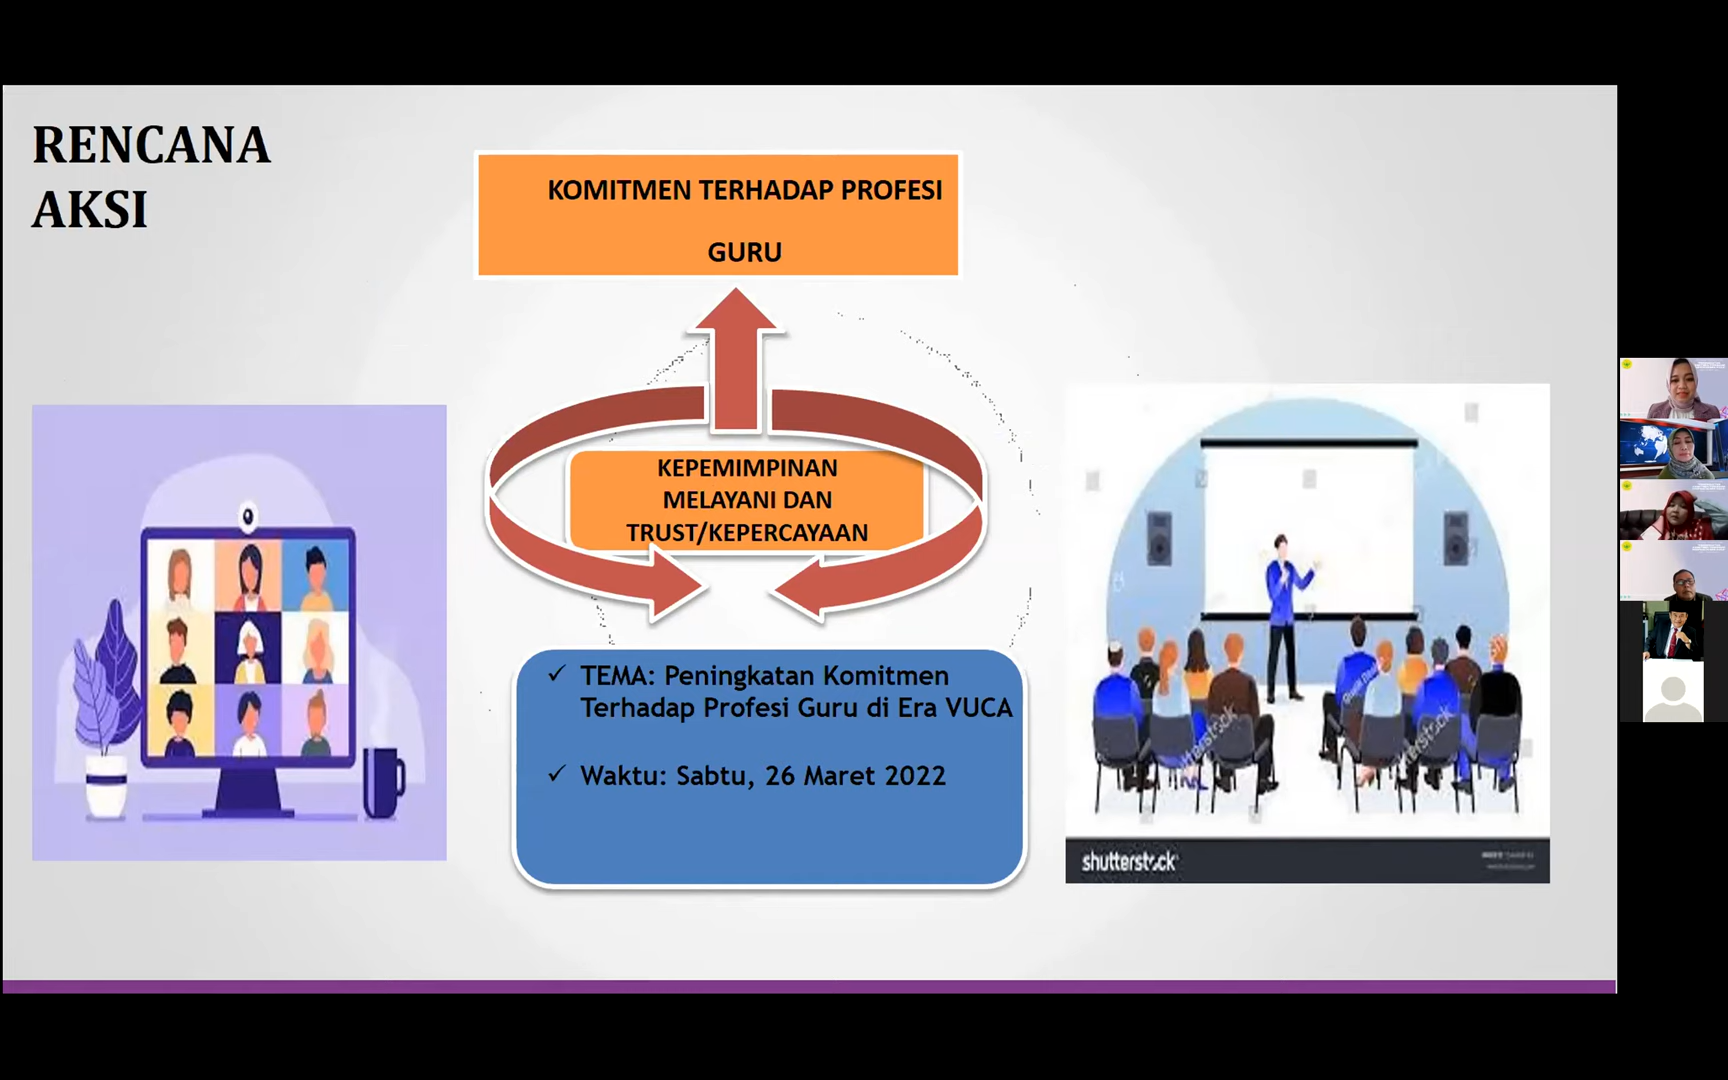 RENCANA
AKSI
KOMITMEN TERHADAP PROFESI
GURU
KEPEMIMPINAN
MELAYANI DAN
TRUST/KEPERCAYAAN
✓ TEMA: Peningkatan Komitmen
Terhadap Profesi Guru di Era VUCA
✓ Waktu: Sabtu, 26 Maret 2022
shutterstock